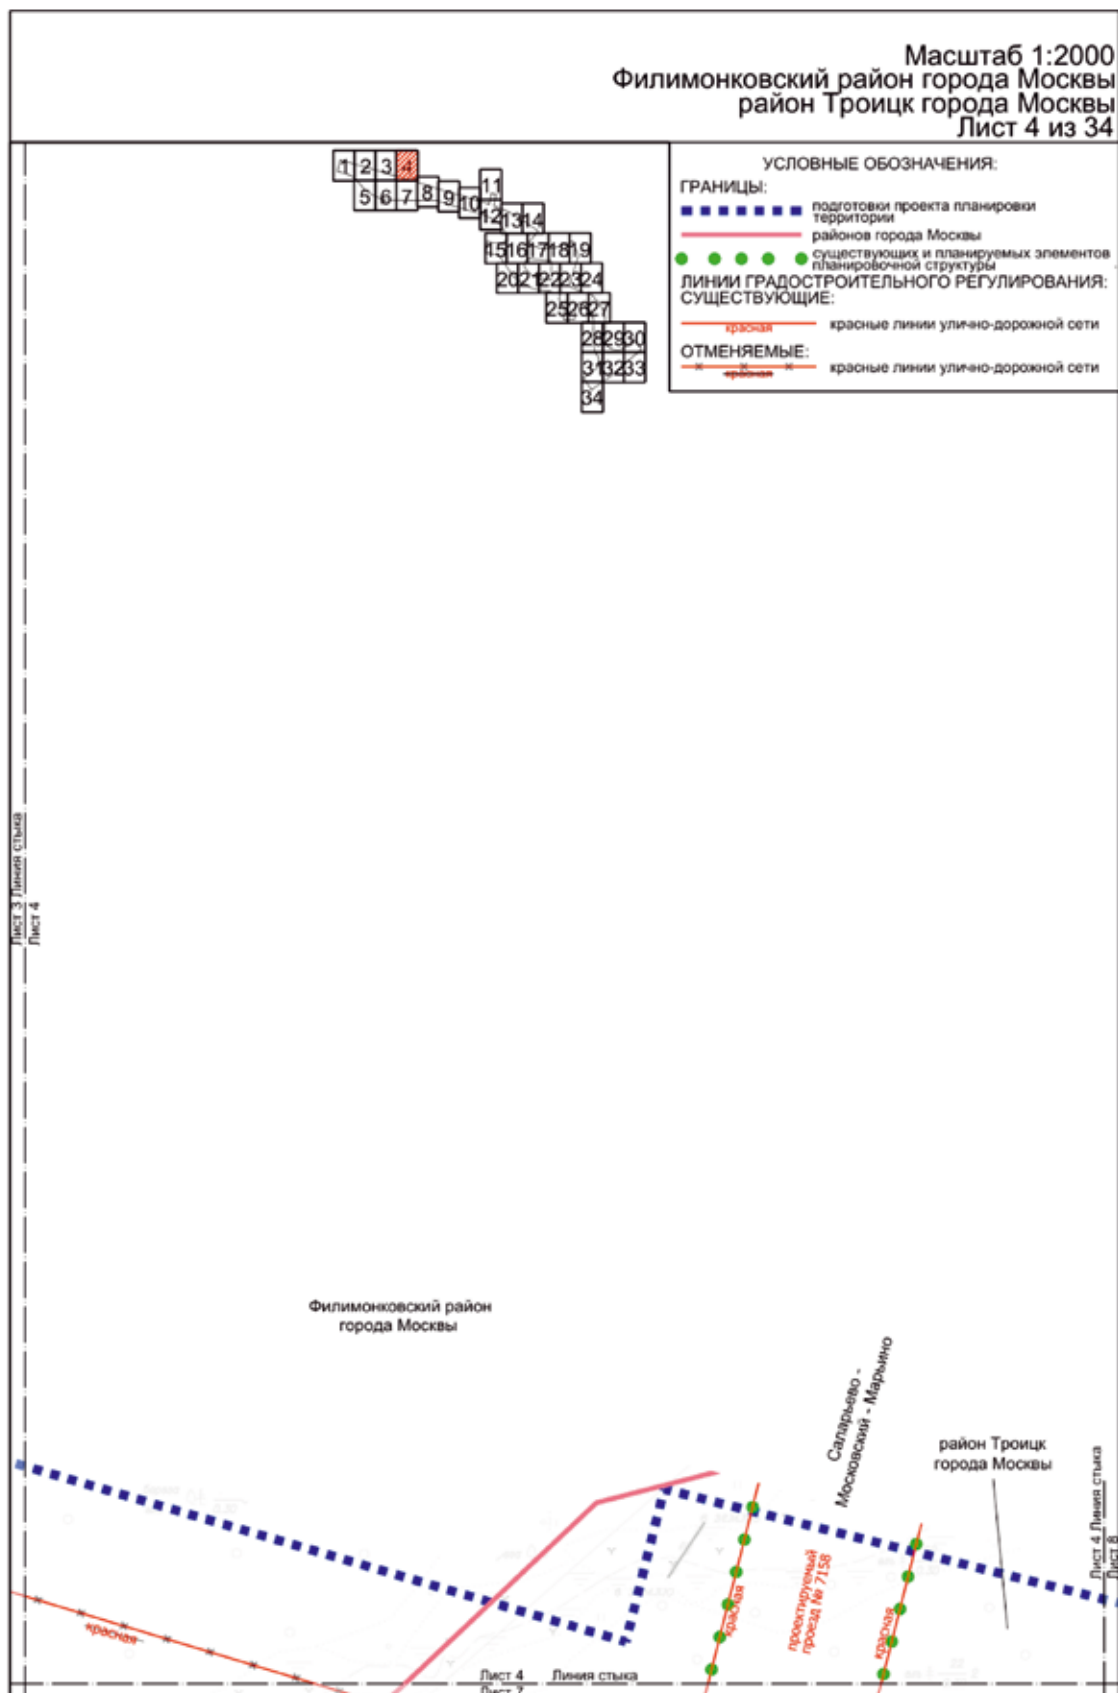 Масштаб 1:2000
Филимонковский район города Москвы
район Троицк города Москвы
Лист 4 из 34
1 2 3 4
5 6 7 8 9 10
11
12 13 14
15 16 17 18 19
20 21 22 23 24
25 26 27
28 29 30
31 32 33
34
УСЛОВНЫЕ ОБОЗНАЧЕНИЯ:
ГРАНИЦЫ:
подготовки проекта планировки
территории
районов города Москвы
существующих и планируемых элементов
планировочной структуры
ЛИНИИ ГРАДОСТРОИТЕЛЬНОГО РЕГУЛИРОВАНИЯ:
СУЩЕСТВУЮЩИЕ:
красная
красные линии улично-дорожной сети
ОТМЕНЯЕМЫЕ:
красная
красные линии улично-дорожной сети
Лист 3 Линия стыка
Лист 4
Филимонковский район
города Москвы
Саларьево -
Московский - Марьино
район Троицк
города Москвы
Лист 4 Линия стыка
Лист 8
красная
красная
проектируемый
проезд № 7158
красная
Лист 4 Линия стыка
Лист 7